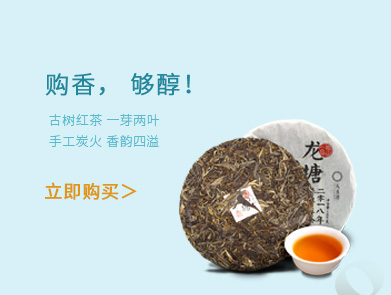 购香， 够醇！
古树红茶 一芽两叶
手工炭火 香韵四溢
立即购买＞
龙塘
二零一八年